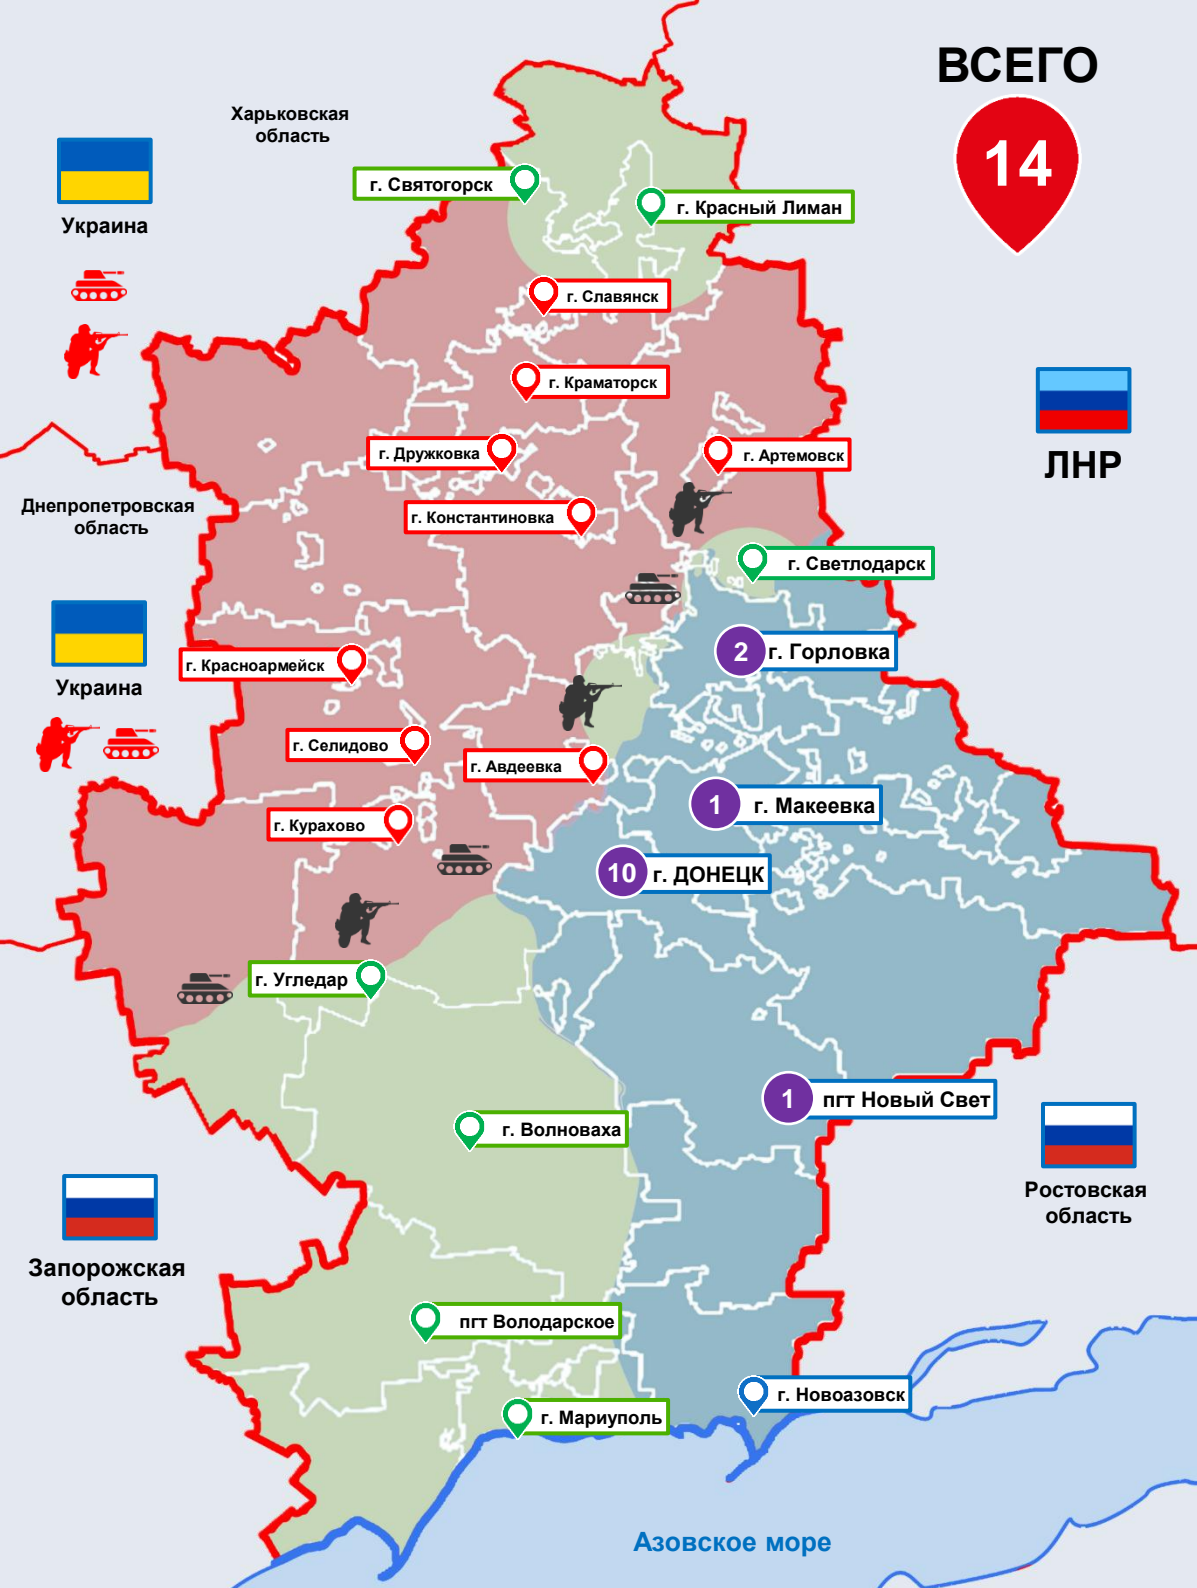 ВСЕГО
14
Харьковская
область
Украина
г. Святогорск
г. Красный Лиман
г. Славянск
г. Краматорск
ЛНР
г. Дружковка
г. Артемовск
Днепропетровская
область
г. Константиновка
г. Светлодарск
Украина
2
г. Горловка
г. Красноармейск
г. Селидово
г. Авдеевка
1
г. Макеевка
г. Курахово
10
г. ДОНЕЦК
г. Угледар
1
пгт Новый Свет
г. Волноваха
Ростовская
область
Запорожская
область
пгт Володарское
г. Новоазовск
г. Мариуполь
Азовское море